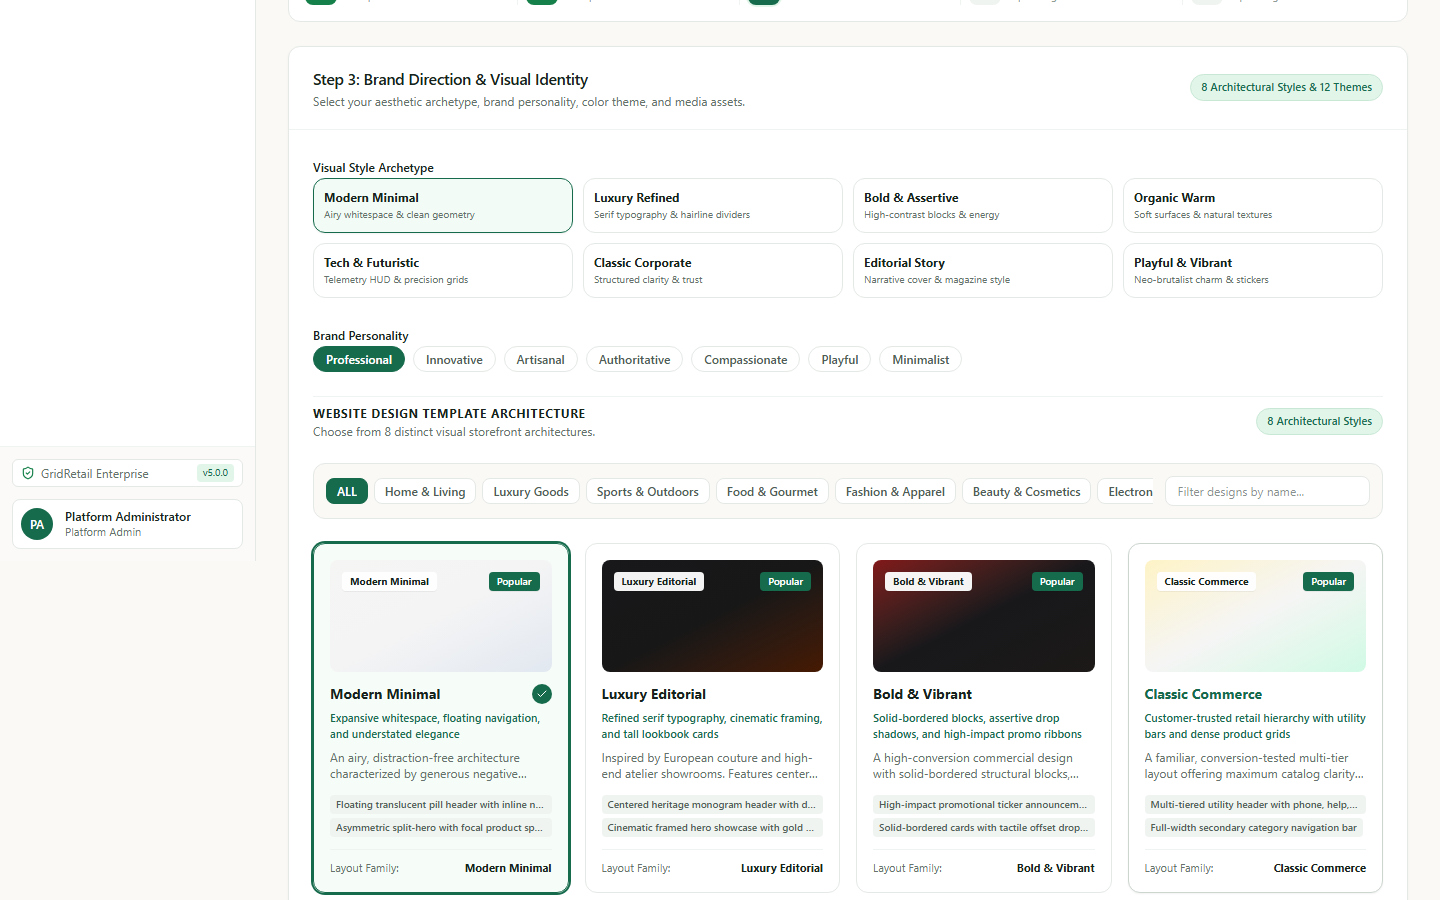 Step 3: Brand Direction & Visual Identity
Select your aesthetic archetype, brand personality, color theme, and media assets.
8 Architectural Styles & 12 Themes
Visual Style Archetype
Modern Minimal
Airy whitespace & clean geometry
Luxury Refined
Serif typography & hairline dividers
Bold & Assertive
High-contrast blocks & energy
Organic Warm
Soft surfaces & natural textures
Tech & Futuristic
Telemetry HUD & precision grids
Classic Corporate
Structured clarity & trust
Editorial Story
Narrative cover & magazine style
Playful & Vibrant
Neo-brutalist charm & stickers
Brand Personality
Professional
Innovative
Artisanal
Authoritative
Compassionate
Playful
Minimalist
WEBSITE DESIGN TEMPLATE ARCHITECTURE
Choose from 8 distinct visual storefront architectures.
8 Architectural Styles
GridRetail Enterprise
v5.0.0
PA
Platform Administrator
Platform Admin
ALL
Home & Living
Luxury Goods
Sports & Outdoors
Food & Gourmet
Fashion & Apparel
Beauty & Cosmetics
Electron
Filter designs by name...
Modern Minimal
Popular
Modern Minimal
Expansive whitespace, floating navigation,
and understated elegance
An airy, distraction-free architecture
characterized by generous negative...
Floating translucent pill header with inline n...
Asymmetric split-hero with focal product sp...
Layout Family:
Modern Minimal
Luxury Editorial
Popular
Luxury Editorial
Refined serif typography, cinematic framing,
and tall lookbook cards
Inspired by European couture and high-
end atelier showrooms. Features center...
Centered heritage monogram header with d...
Cinematic framed hero showcase with gold ...
Layout Family:
Luxury Editorial
Bold & Vibrant
Popular
Bold & Vibrant
Solid-bordered blocks, assertive drop
shadows, and high-impact promo ribbons
A high-conversion commercial design
with solid-bordered structural blocks,...
High-impact promotional ticker announcem...
Solid-bordered cards with tactile offset drop...
Layout Family:
Bold & Vibrant
Classic Commerce
Popular
Classic Commerce
Customer-trusted retail hierarchy with utility
bars and dense product grids
A familiar, conversion-tested multi-tier
layout offering maximum catalog clarity...
Multi-tiered utility header with phone, help,...
Full-width secondary category navigation bar
Layout Family:
Classic Commerce